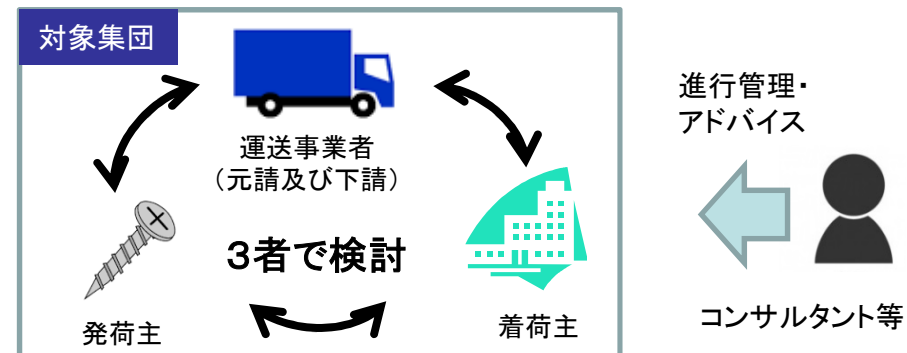 対象集団
運送事業者
（元請及び下請）
３者で検討
発荷主
着荷主
進行管理・
アドバイス
コンサルタント等